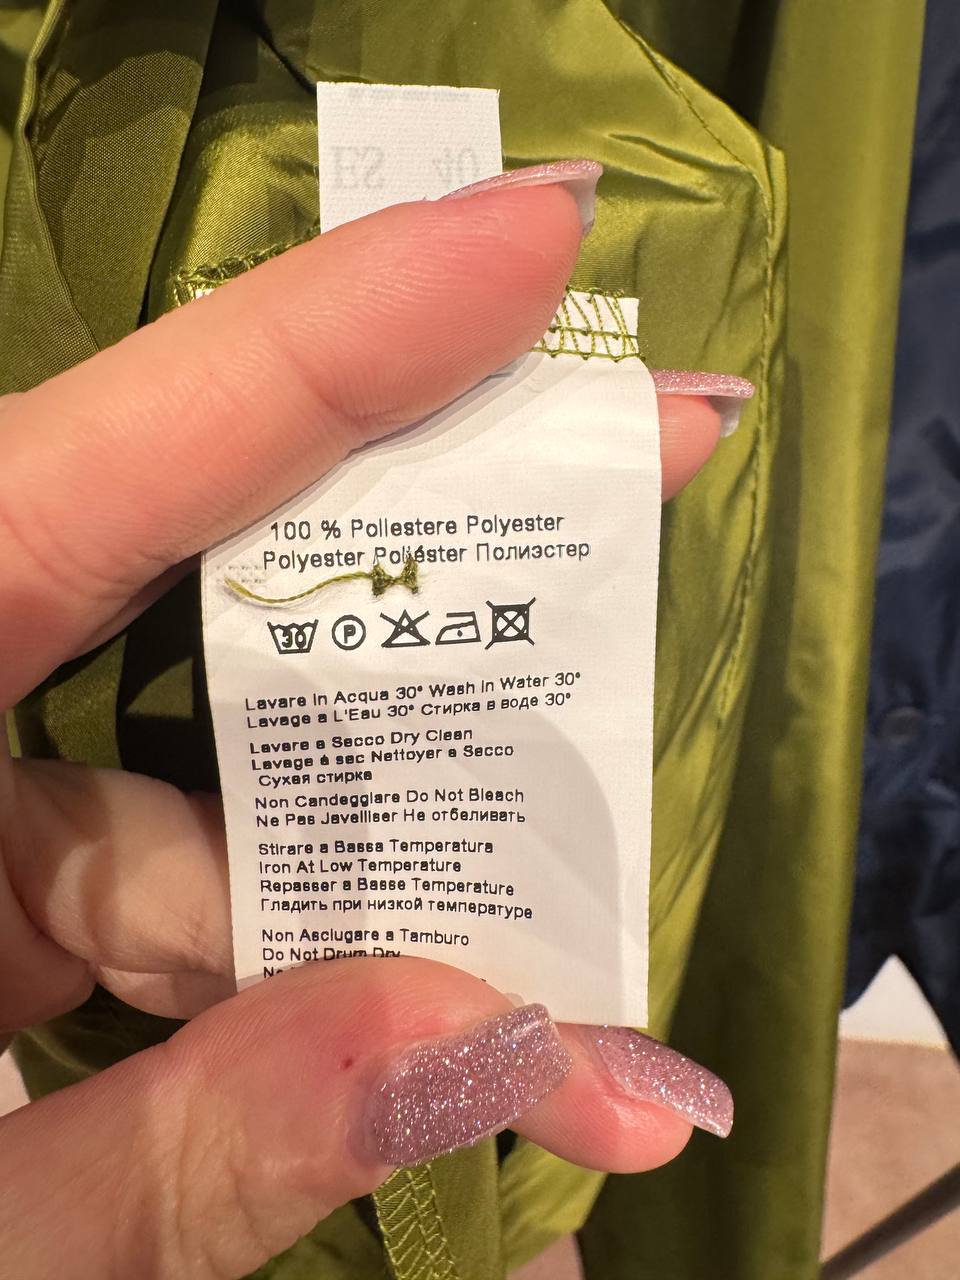 ES 40
100 % Poliestere Polyester
Polyester Poliéster Полиэстер
30 P
Lavare In Acqua 30° Wash In Water 30°
Lavage a L'Eau 30° Стирка в воде 30°
Lavare a Secco Dry Clean
Lavage à sec Nettoyer a Secco
Сухая стирка
Non Candeggiare Do Not Bleach
Ne Pas Javelliser Не отбеливать
Stirare a Bassa Temperatura
Iron At Low Temperature
Repasser a Basse Temperature
Гладить при низкой температуре
Non Asciugare a Tamburo
Do Not Drum Dry